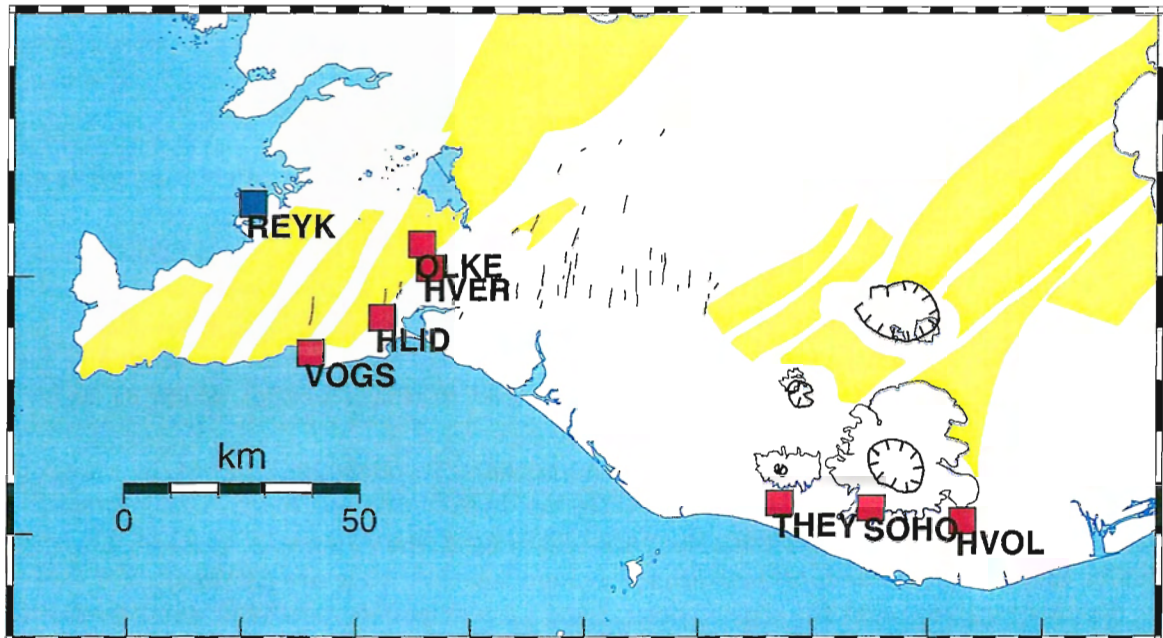 REYK
OLKE
HVER
HLID
VOGS
km
0 50
THEY SOHO HVOL